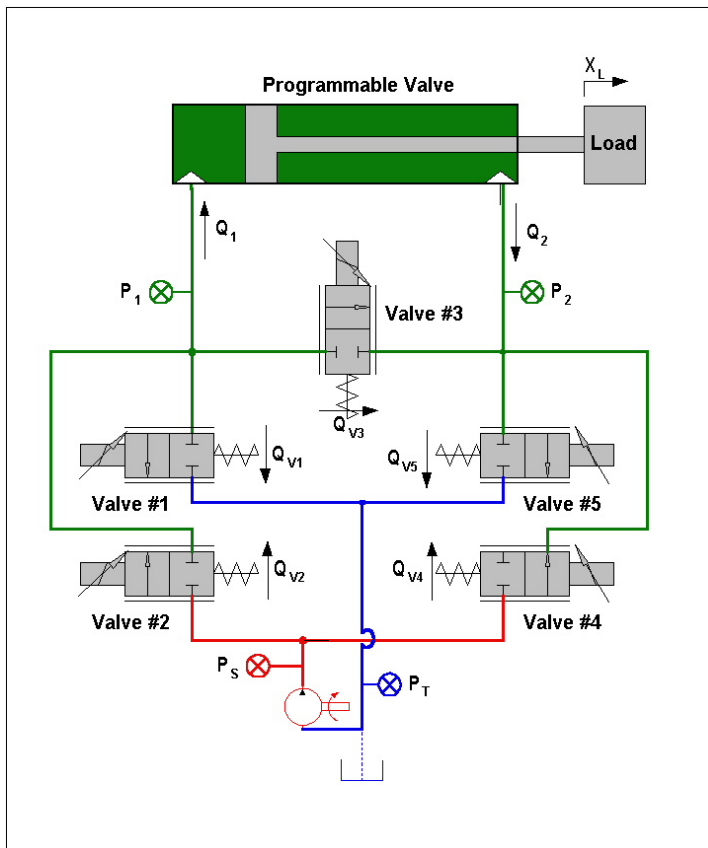 Programmable Valve
X_L
Load
Q_1
Q_2
P_1
P_2
Valve #3
Q_V3
Q_V1
Q_V5
Valve #1
Valve #5
Q_V2
Q_V4
Valve #2
Valve #4
P_S
P_T